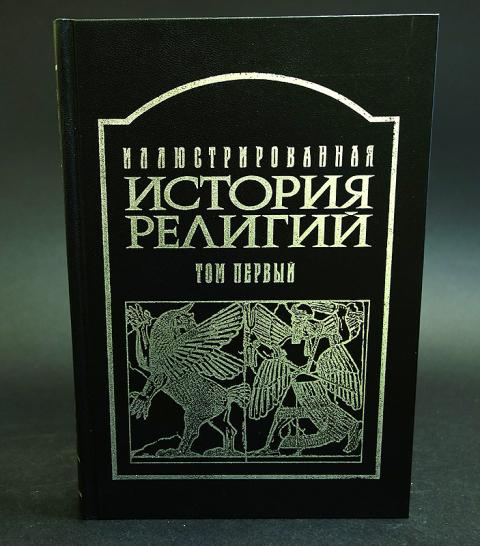 ИЛЛЮСТРИРОВАННАЯ
ИСТОРИЯ
РЕЛИГИЙ
ТОМ ПЕРВЫЙ